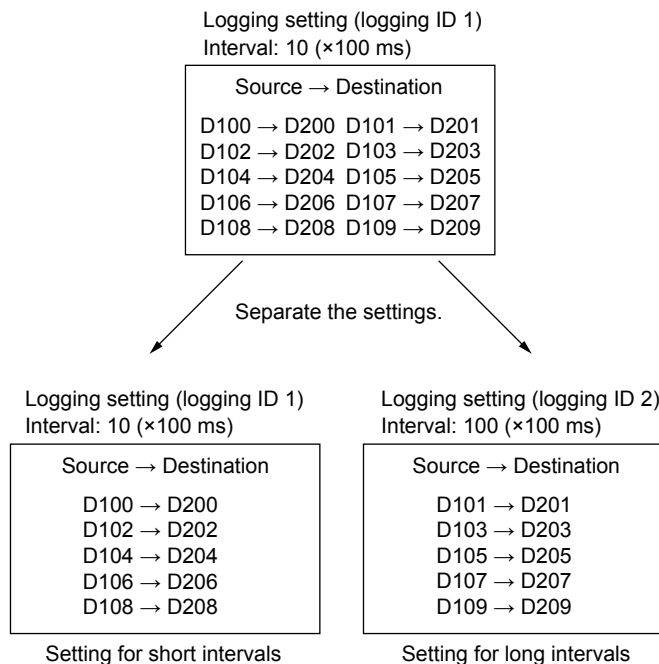 Logging setting (logging ID 1)
Interval: 10 (×100 ms)
Source → Destination
D100 → D200 D101 → D201
D102 → D202 D103 → D203
D104 → D204 D105 → D205
D106 → D206 D107 → D207
D108 → D208 D109 → D209
Separate the settings.
Logging setting (logging ID 1)
Interval: 10 (×100 ms)
Source → Destination
D100 → D200
D102 → D202
D104 → D204
D106 → D206
D108 → D208
Setting for short intervals
Logging setting (logging ID 2)
Interval: 100 (×100 ms)
Source → Destination
D101 → D201
D103 → D203
D105 → D205
D107 → D207
D109 → D209
Setting for long intervals